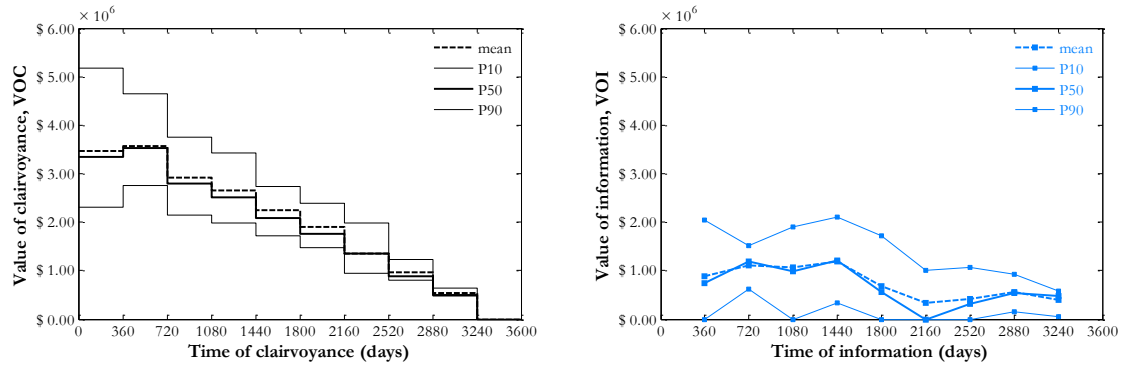 × 10⁶
$ 6.00
$ 5.00
$ 4.00
$ 3.00
$ 2.00
$ 1.00
$ 0.00
Value of clairvoyance, VOC
mean
P10
P50
P90
0 360 720 1080 1440 1800 2160 2520 2880 3240 3600
Time of clairvoyance (days)
× 10⁶
$ 6.00
$ 5.00
$ 4.00
$ 3.00
$ 2.00
$ 1.00
$ 0.00
Value of information, VOI
mean
P10
P50
P90
0 360 720 1080 1440 1800 2160 2520 2880 3240 3600
Time of information (days)